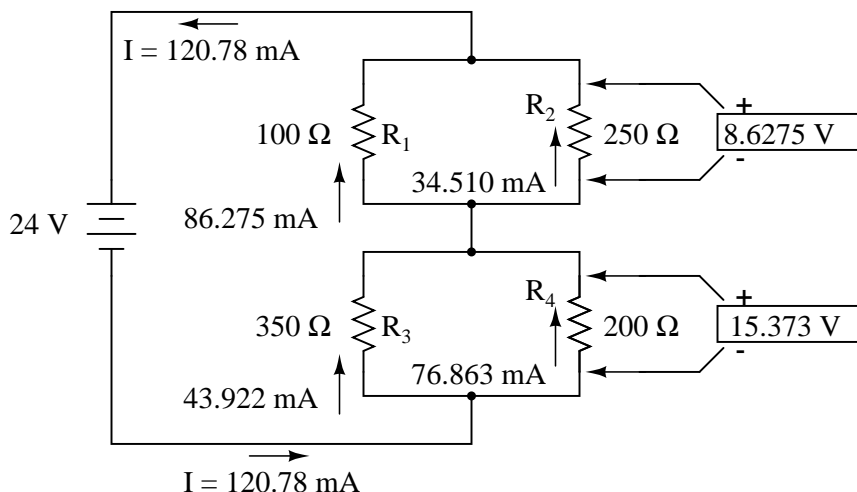 I = 120.78 mA
R2
+
100 Ω R1
250 Ω
8.6275 V
-
34.510 mA
86.275 mA
24 V
R4
+
350 Ω R3
200 Ω
15.373 V
-
76.863 mA
43.922 mA
I = 120.78 mA